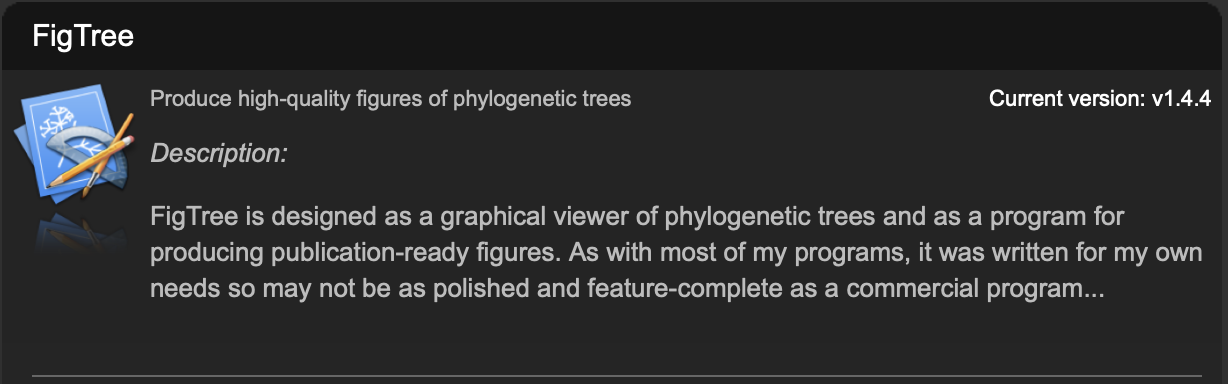 FigTree
Produce high-quality figures of phylogenetic trees
Current version: v1.4.4
Description:
FigTree is designed as a graphical viewer of phylogenetic trees and as a program for
producing publication-ready figures. As with most of my programs, it was written for my own
needs so may not be as polished and feature-complete as a commercial program...